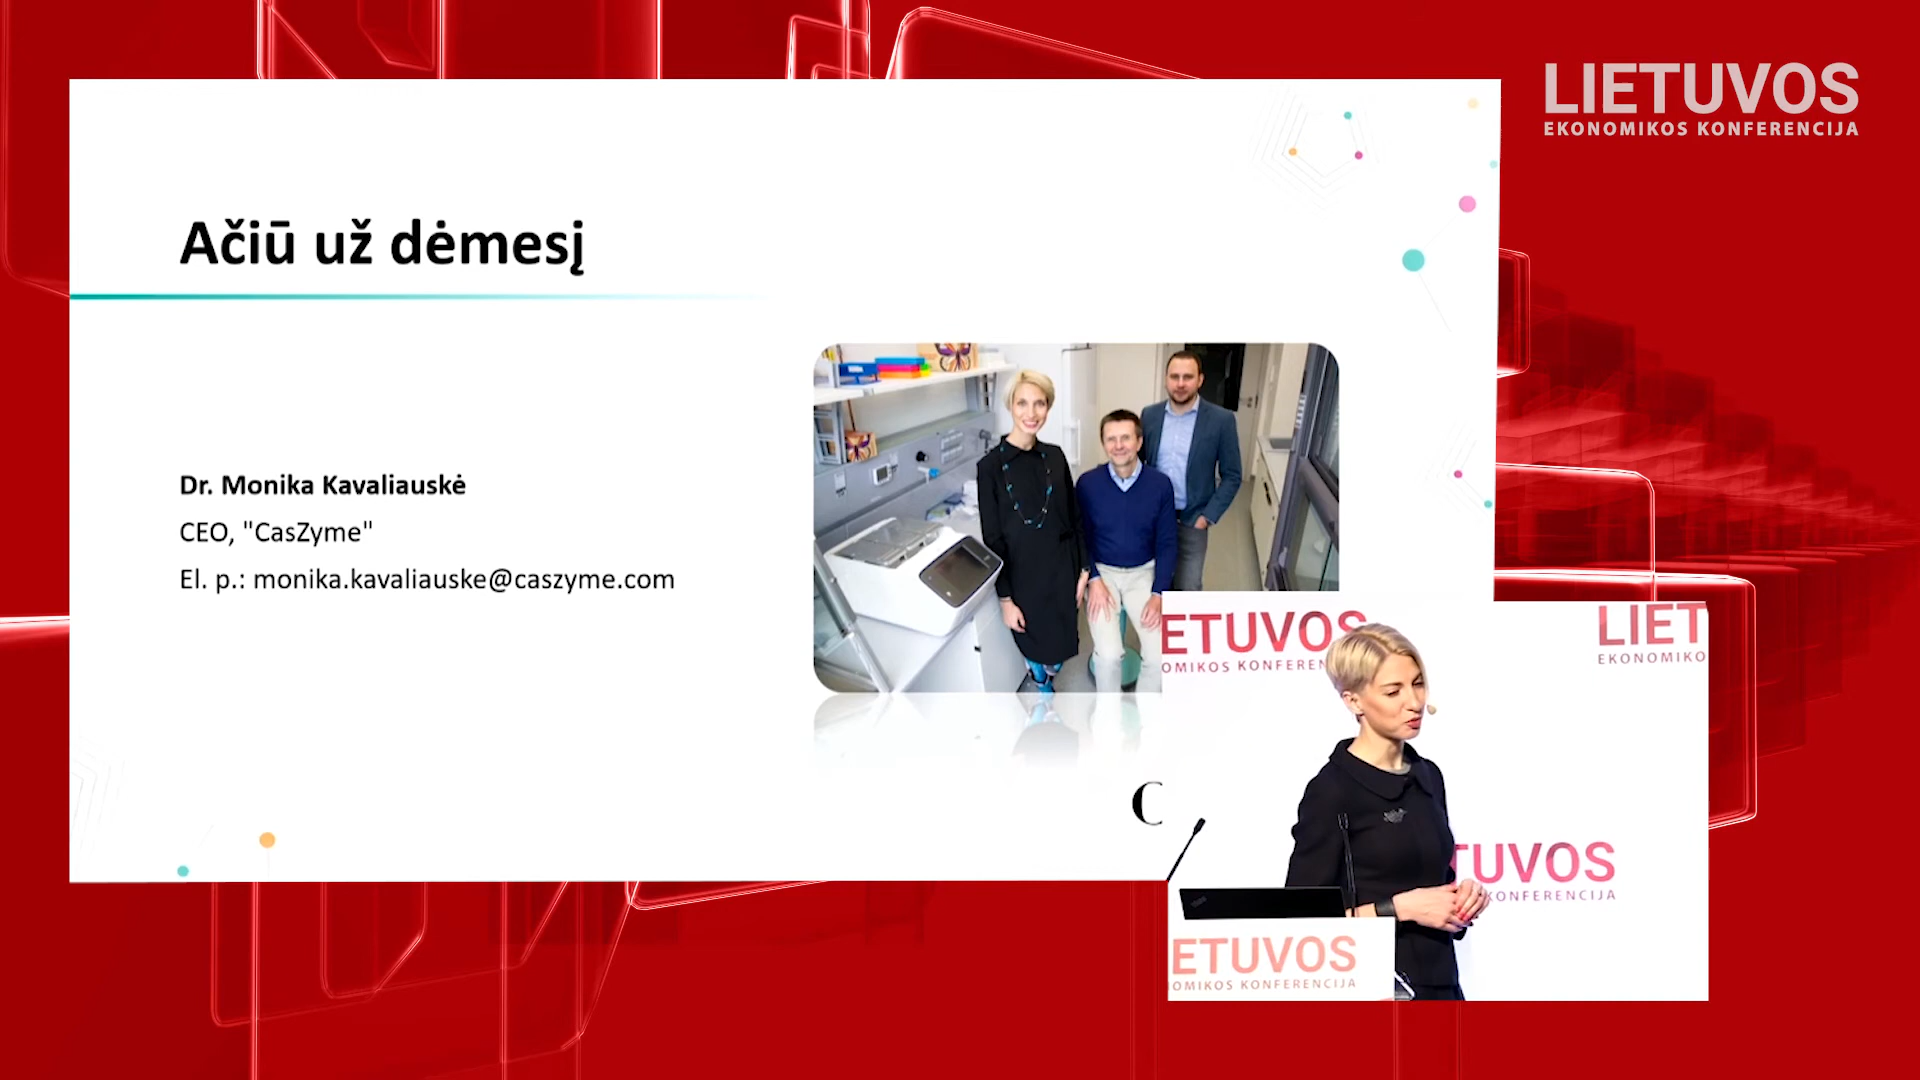 LIETUVOS
EKONOMIKOS KONFERENCIJA
Ačiū už dėmesį
Dr. Monika Kavaliauskė
CEO, "CasZyme"
El. p.: monika.kavaliauske@caszyme.com
C
ETUVOS
OMIKOS KONFEREN
LIET
EKONOMIKO
TUVOS
KONFERENCIJA
ETUVOS
OMIKOS KONFERENCIJA